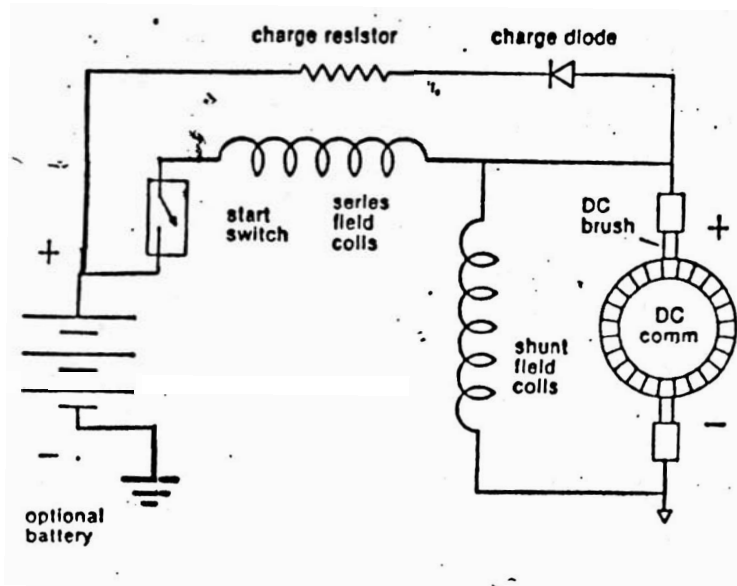 charge resistor
charge diode
start
switch
series
field
coils
DC
brush
+
+
DC
comm
shunt
field
coils
−
−
optional
battery